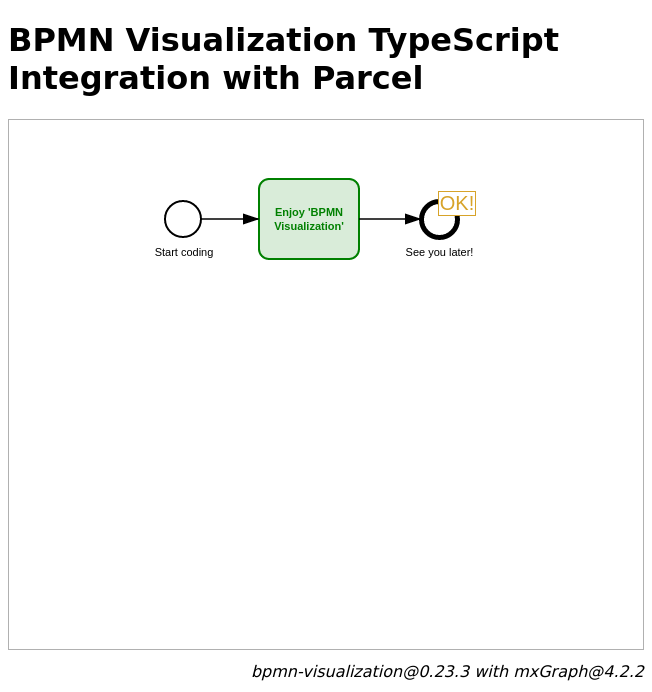 BPMN Visualization TypeScript
Integration with Parcel
OK!
Enjoy 'BPMN
Visualization'
Start coding
See you later!
bpmn-visualization@0.23.3 with mxGraph@4.2.2